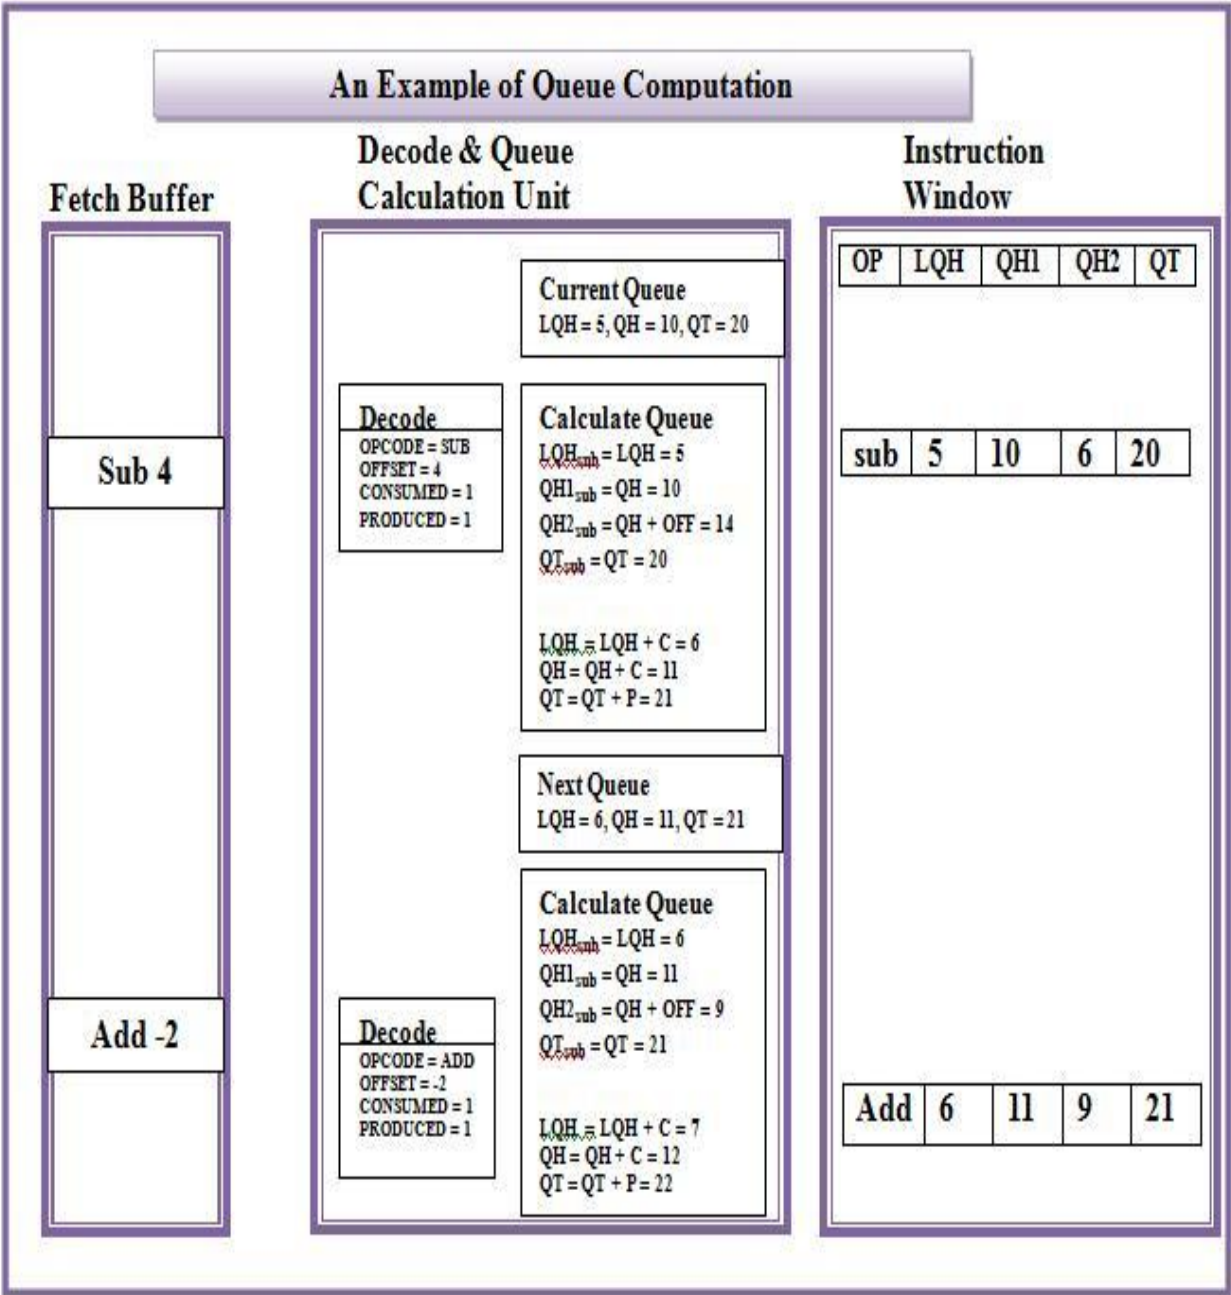 An Example of Queue Computation
Fetch Buffer
Sub 4
Add -2
Decode & Queue
Calculation Unit
Current Queue
LQH = 5, QH = 10, QT = 20
Decode
OPCODE = SUB
OFFSET = 4
CONSUMED = 1
PRODUCED = 1
Calculate Queue
LQHsub = LQH = 5
QH1sub = QH = 10
QH2sub = QH + OFF = 14
QTsub = QT = 20
LQH = LQH + C = 6
QH = QH + C = 11
QT = QT + P = 21
Next Queue
LQH = 6, QH = 11, QT = 21
Decode
OPCODE = ADD
OFFSET = -2
CONSUMED = 1
PRODUCED = 1
Calculate Queue
LQHsub = LQH = 6
QH1sub = QH = 11
QH2sub = QH + OFF = 9
QTsub = QT = 21
LQH = LQH + C = 7
QH = QH + C = 12
QT = QT + P = 22
Instruction
Window
OP LQH QH1 QH2 QT
sub 5 10 6 20
Add 6 11 9 21